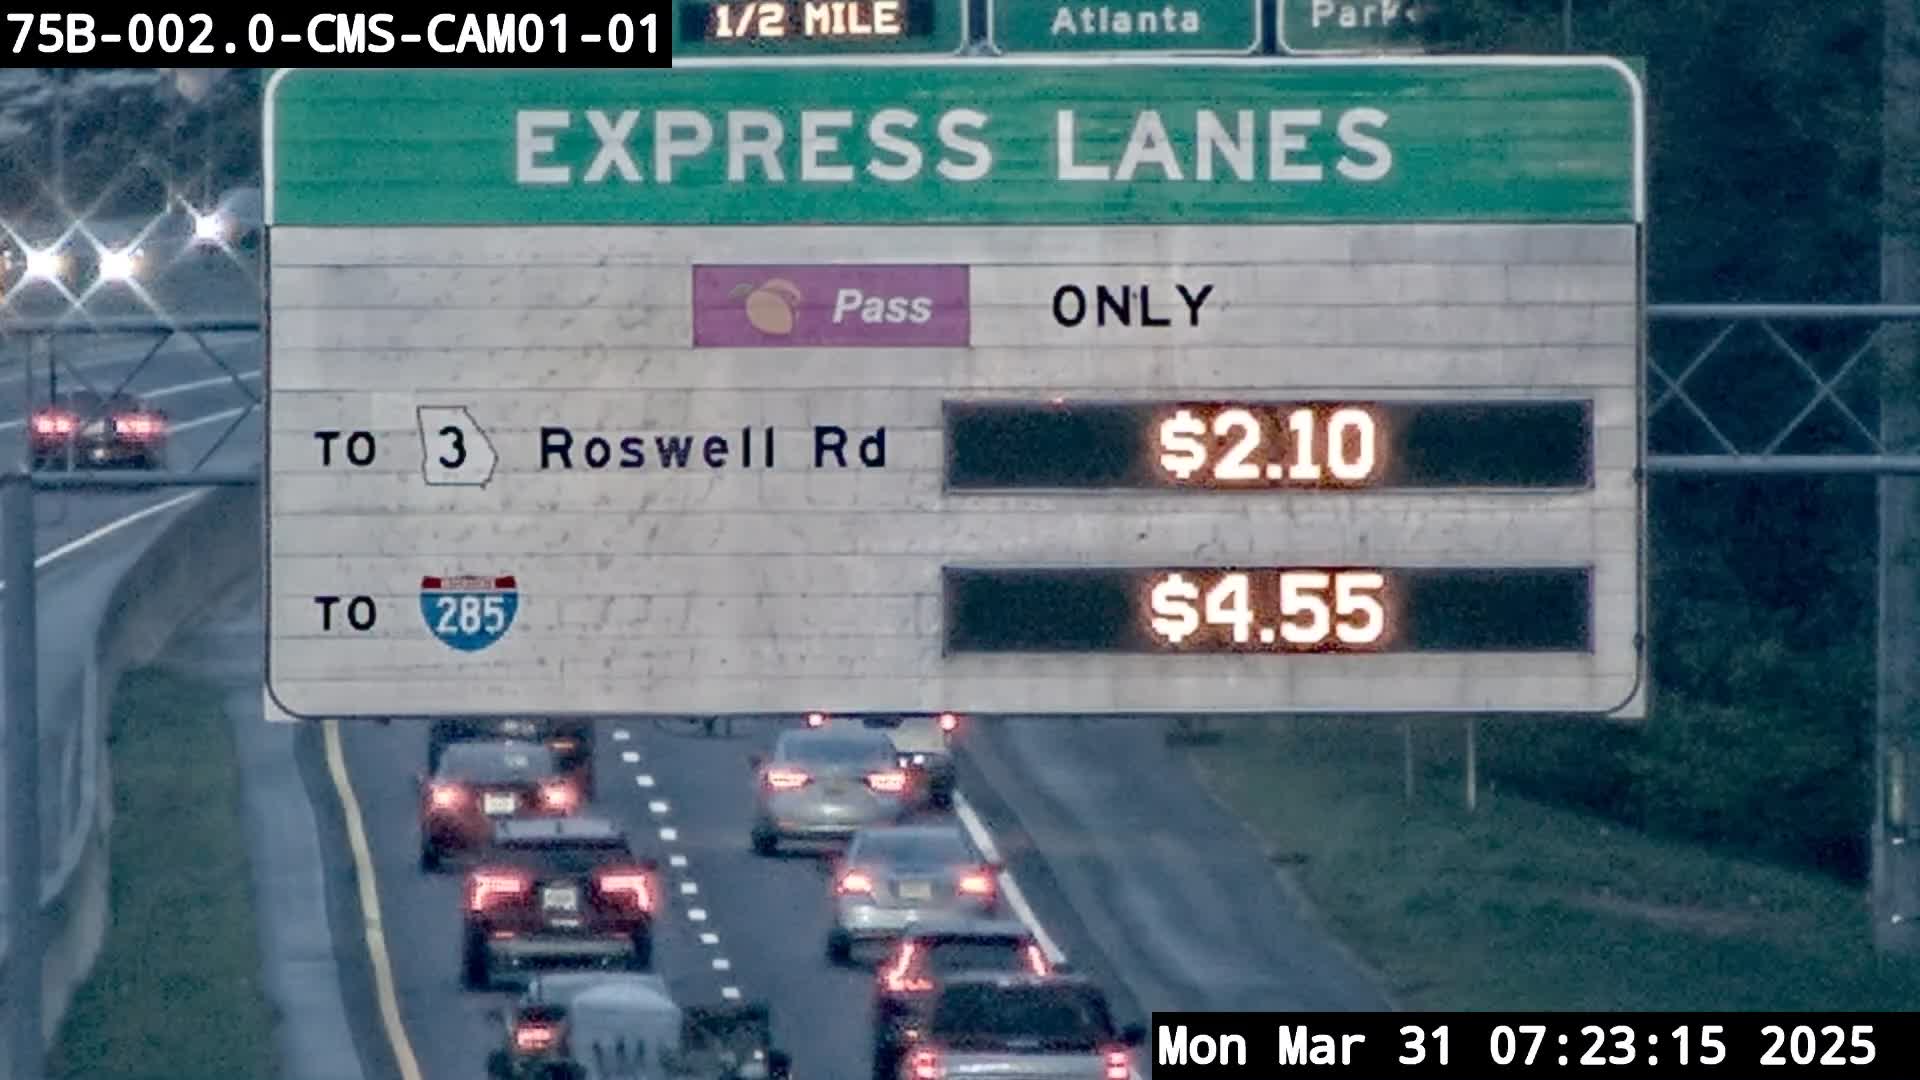 75B-002.0-CMS-CAM01-01
1/2 MILE
Atlanta
EXPRESS LANES
Pass ONLY
TO 3 Roswell Rd $2.10
TO 285 $4.55
Mon Mar 31 07:23:15 2025